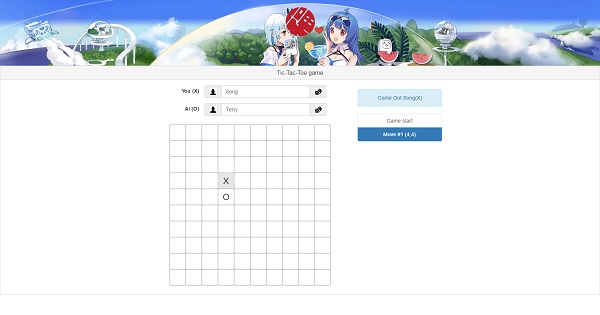 Tic-Tac-Toe game
You (X) Song
AI (O) Terry
Come On! Song(X)
Game start
Move #1 (4,4)
X
O